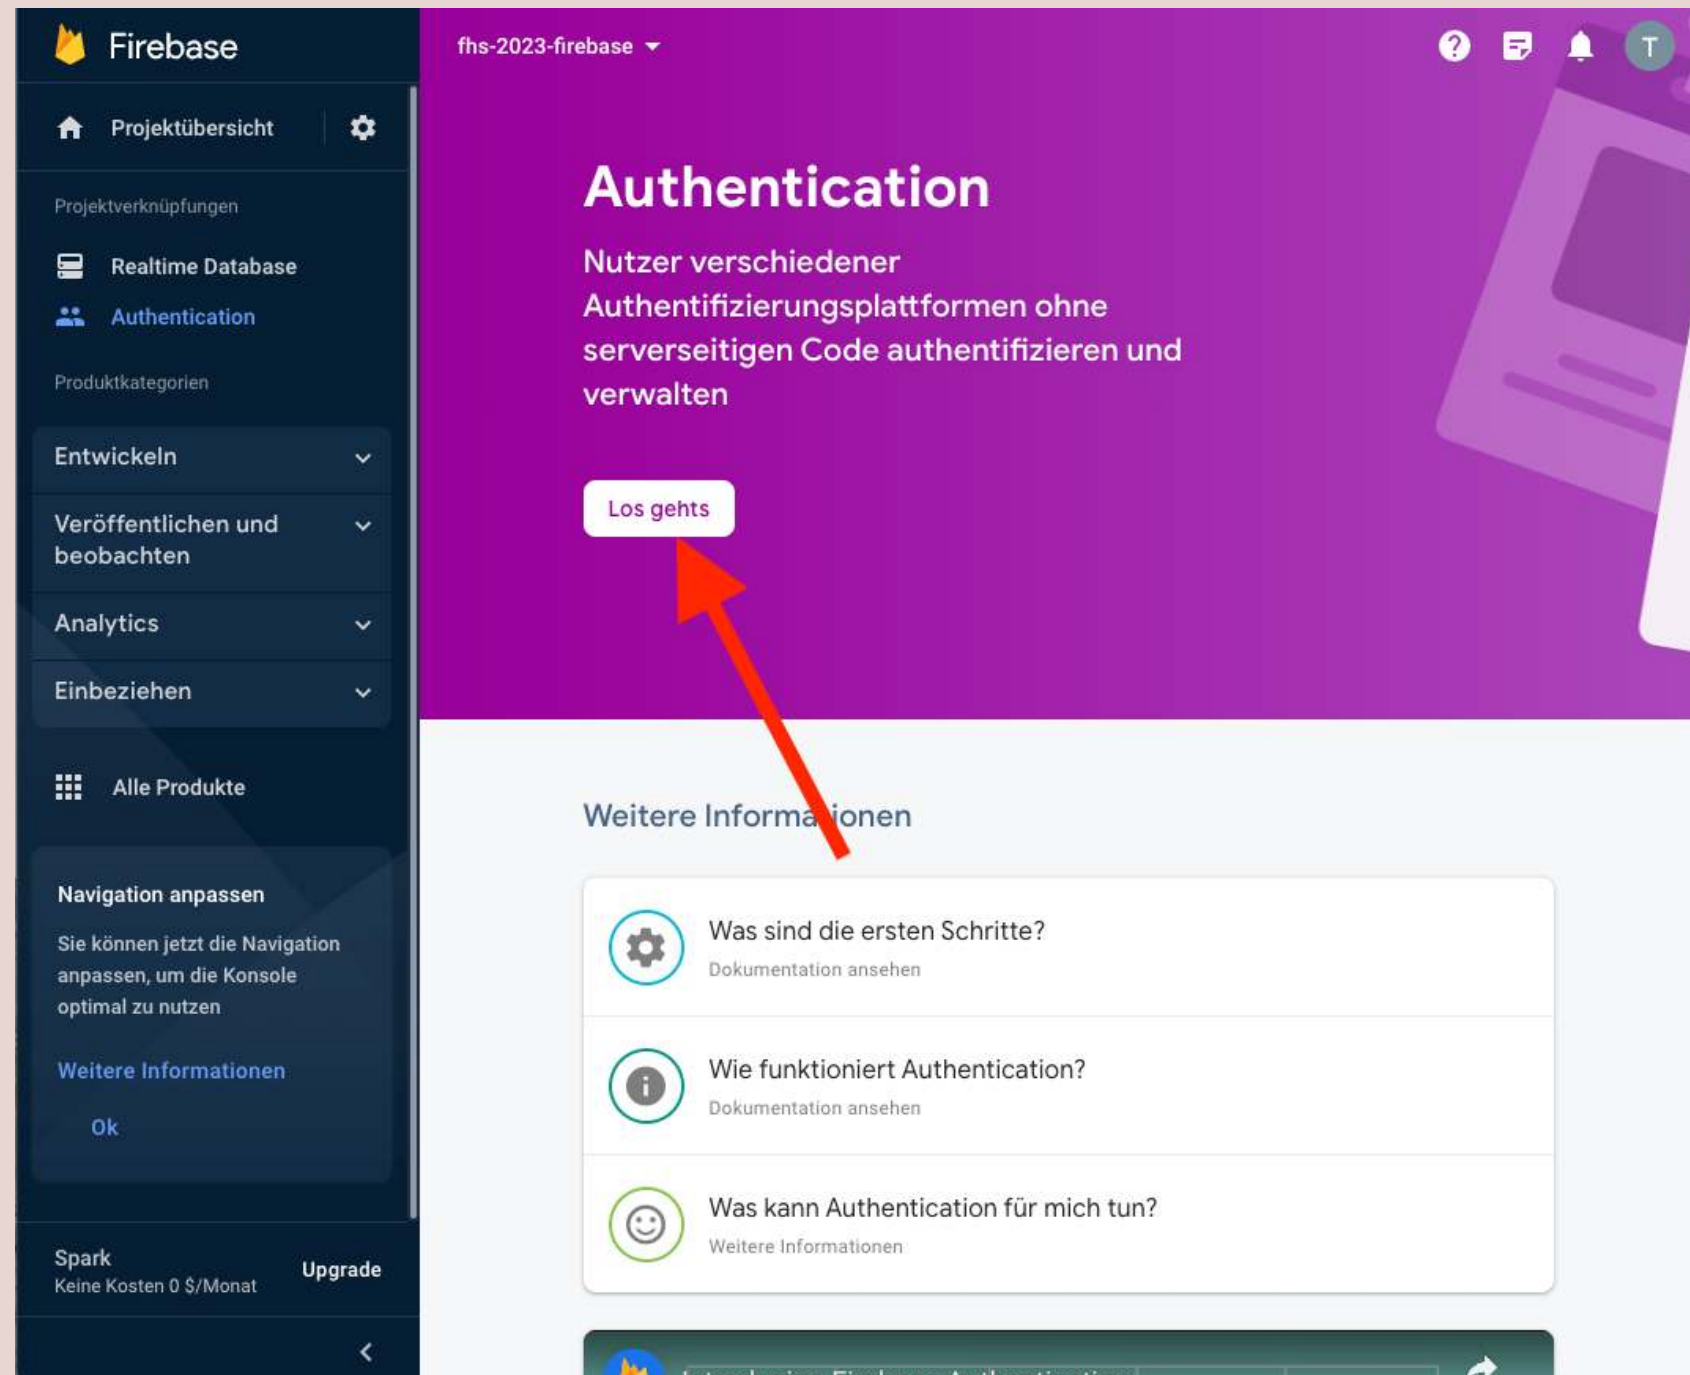 Firebase
fhs-2023-firebase
T
Projektübersicht
Projektverknüpfungen
Realtime Database
Authentication
Produktkategorien
Entwickeln
Veröffentlichen und
beobachten
Analytics
Einbeziehen
Alle Produkte
Navigation anpassen
Sie können jetzt die Navigation
anpassen, um die Konsole
optimal zu nutzen
Weitere Informationen
Ok
Spark
Keine Kosten 0 $/Monat
Upgrade
Authentication
Nutzer verschiedener
Authentifizierungsplattformen ohne
serverseitigen Code authentifizieren und
verwalten
Los gehts
Weitere Informationen
Was sind die ersten Schritte?
Dokumentation ansehen
Wie funktioniert Authentication?
Dokumentation ansehen
Was kann Authentication für mich tun?
Weitere Informationen